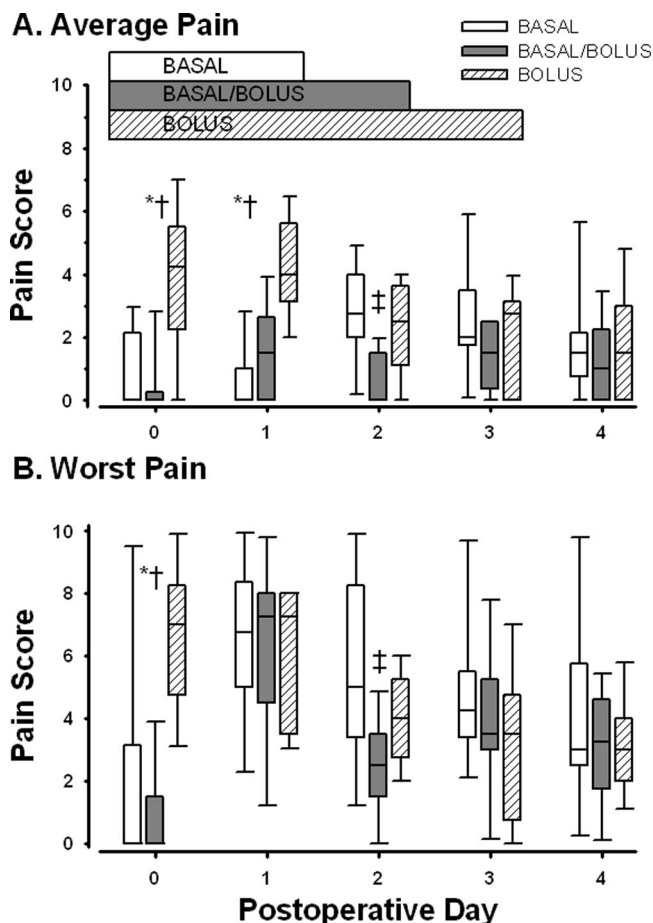 A. Average Pain
BASAL
BASAL/BOLUS
BOLUS
BASAL
BASAL/BOLUS
BOLUS
Pain Score
10
8
6
4
2
0
*†
*†
‡
0 1 2 3 4
B. Worst Pain
Pain Score
10
8
6
4
2
0
*†
‡
0 1 2 3 4
Postoperative Day